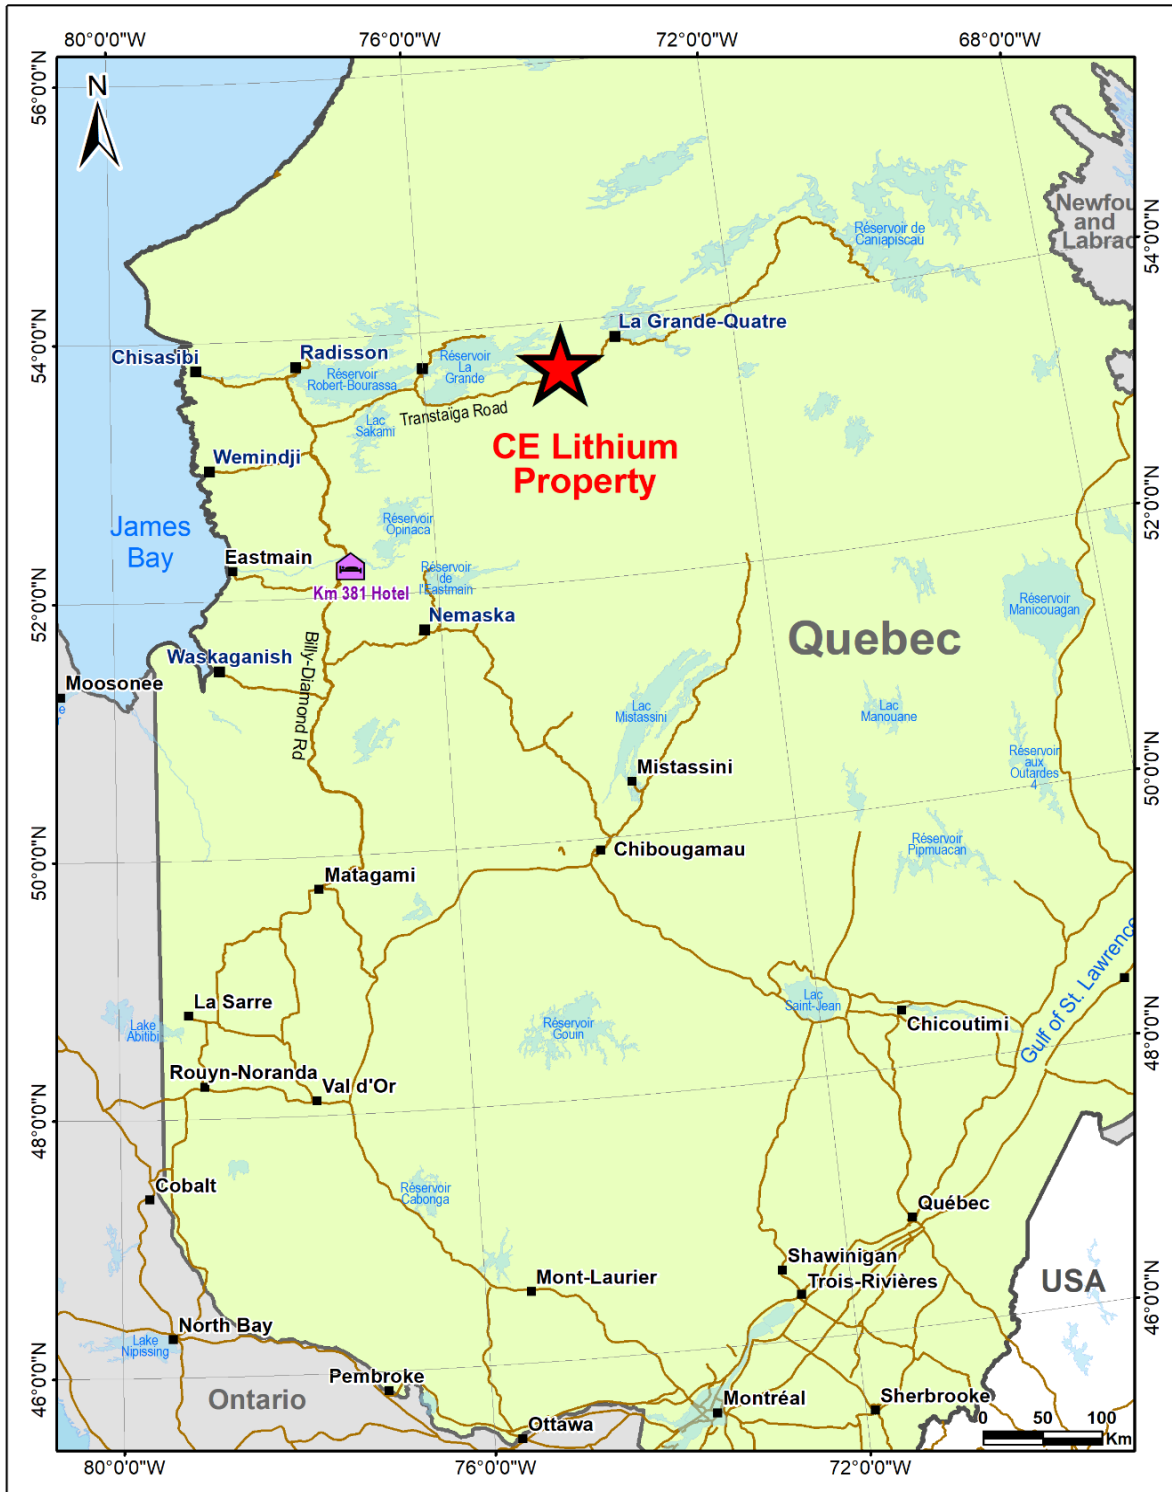 80°0'0"W
76°0'0"W
72°0'0"W
68°0'0"W
56°0'0"N
54°0'0"N
52°0'0"N
50°0'0"N
48°0'0"N
46°0'0"N
N
Newfou
and
Labrad
54°0'0"N
52°0'0"N
50°0'0"N
48°0'0"N
46°0'0"N
Réservoir de
Caniapiscau
La Grande-Quatre
Chisasibi
Radisson
Réservoir
La
Grande
Réservoir
Robert-Bourassa
Transtaïga Road
Lac
Sakami
CE Lithium
Property
Wemindji
James
Bay
Réservoir
Opinaca
Eastmain
Km 381 Hotel
Réservoir
de
l'Eastmain
Nemaska
Réservoir
Manicouagan
Quebec
Waskaganish
Billy-Diamond Rd
Moosonee
Lac
Mistassini
Lac
Manouane
Réservoir
aux
Outardes
4
Mistassini
Chibougamau
Réservoir
Pipmuacan
Matagami
Gulf of St. Lawrence
La Sarre
Lake
Abitibi
Réservoir
Gouin
Lac
Saint-Jean
Chicoutimi
Rouyn-Noranda
Val d'Or
Cobalt
Réservoir
Cabonga
Québec
Shawinigan
Trois-Rivières
USA
Mont-Laurier
North Bay
Lake
Nipissing
Pembroke
Ontario
Montréal
Sherbrooke
Ottawa
0 50 100
Km
80°0'0"W
76°0'0"W
72°0'0"W